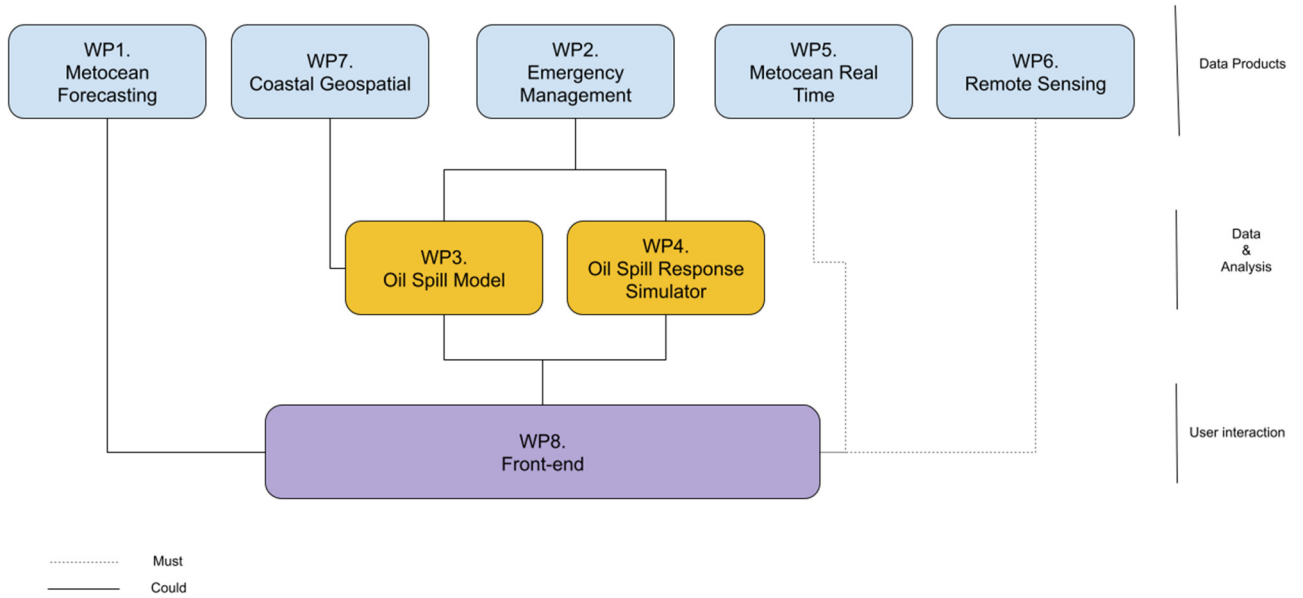 WP1.
Metocean
Forecasting
WP7.
Coastal Geospatial
WP2.
Emergency
Management
WP5.
Metocean Real
Time
WP6.
Remote Sensing
Data Products
WP3.
Oil Spill Model
WP4.
Oil Spill Response
Simulator
Data
&
Analysis
WP8.
Front-end
User interaction
Must
Could